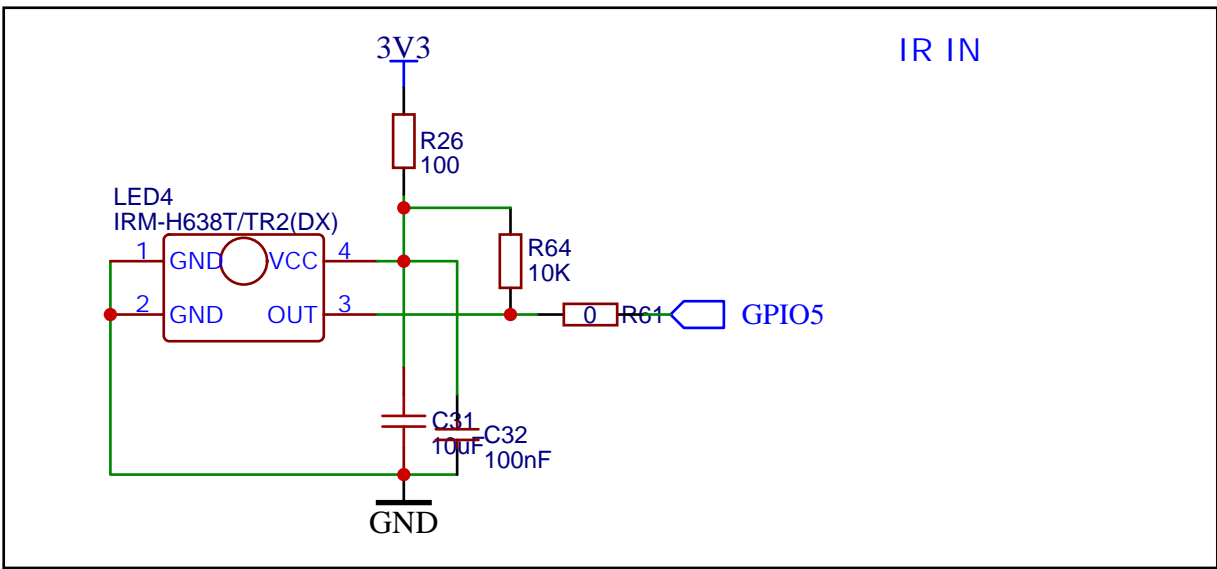 IR IN
3V3
R26
100
LED4
IRM-H638T/TR2(DX)
1 GND VCC 4
2 GND OUT 3
R64
10K
0 R61 GPIO5
C31
10uF
C32
100nF
GND